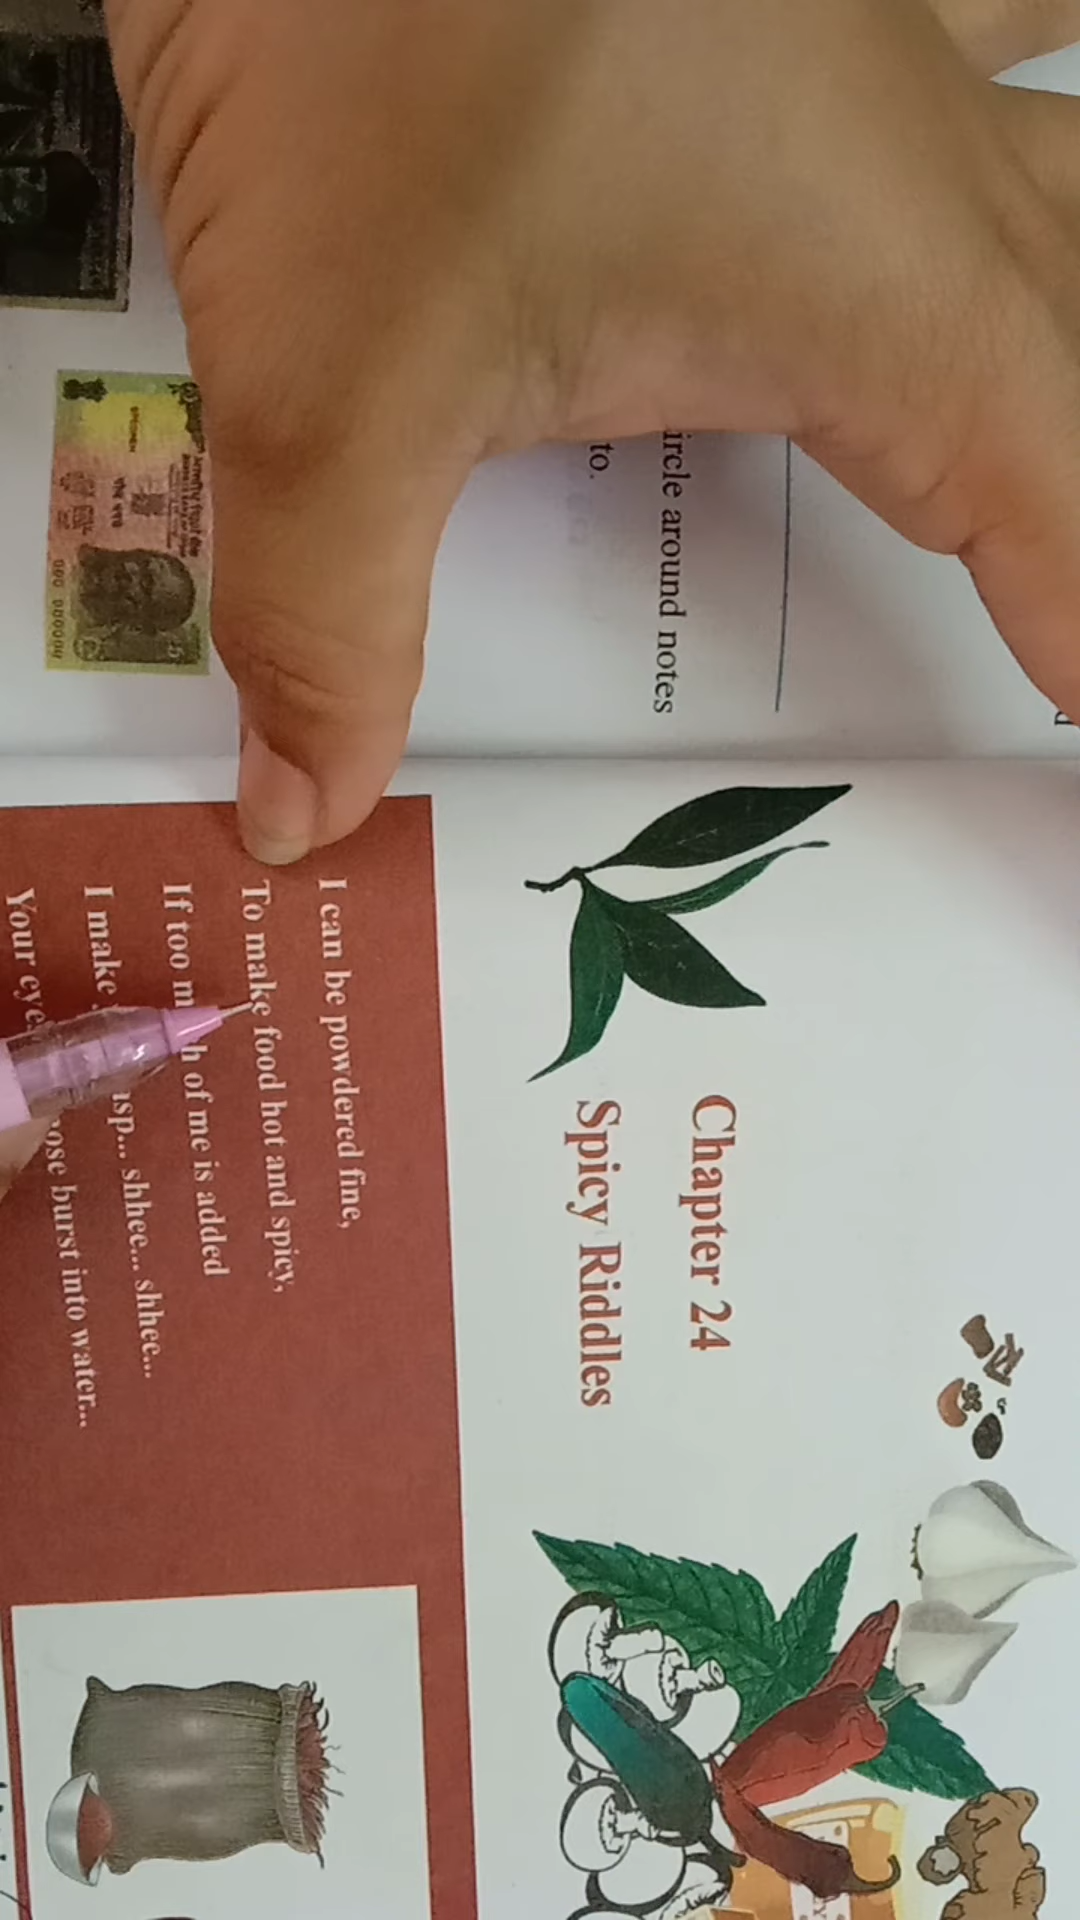 ircle around notes
to.
Chapter 24
Spicy Riddles
I can be powdered fine,
To make food hot and spicy,
If too m h of me is added
I make sp... shhee... shhee...
Your eye ose burst into water...